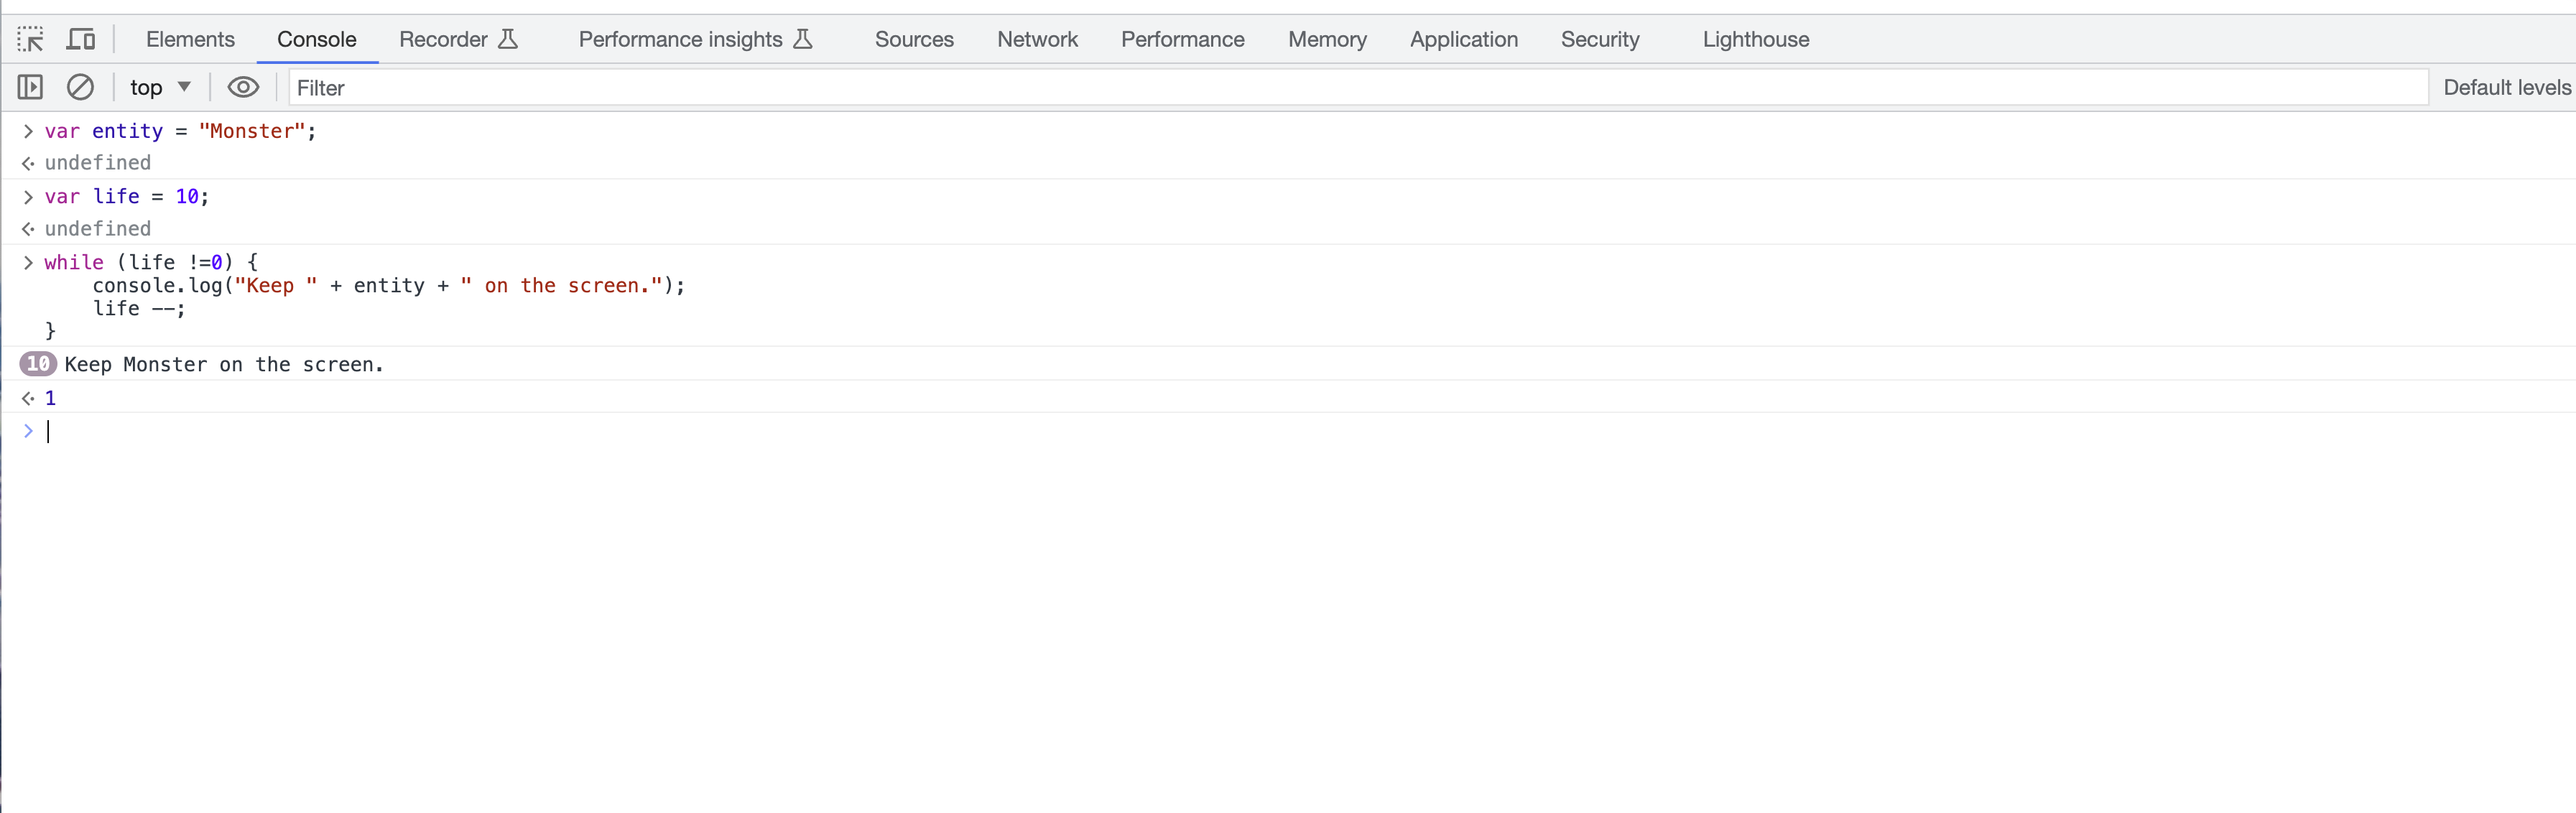 Elements Console Recorder Performance insights Sources Network Performance Memory Application Security Lighthouse
top Filter Default levels
> var entity = "Monster";
undefined
> var life = 10;
undefined
> while (life !=0) {
console.log("Keep " + entity + " on the screen.");
life --;
}
10 Keep Monster on the screen.
1
>